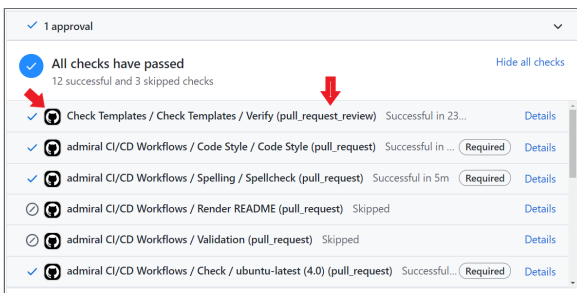 1 approval
All checks have passed
Hide all checks
12 successful and 3 skipped checks
Check Templates / Check Templates / Verify (pull_request_review) Successful in 23... Details
admiral CI/CD Workflows / Code Style / Code Style (pull_request) Successful in ... Required Details
admiral CI/CD Workflows / Spelling / Spellcheck (pull_request) Successful in 5m Required Details
admiral CI/CD Workflows / Render README (pull_request) Skipped Details
admiral CI/CD Workflows / Validation (pull_request) Skipped Details
admiral CI/CD Workflows / Check / ubuntu-latest (4.0) (pull_request) Successful... Required Details